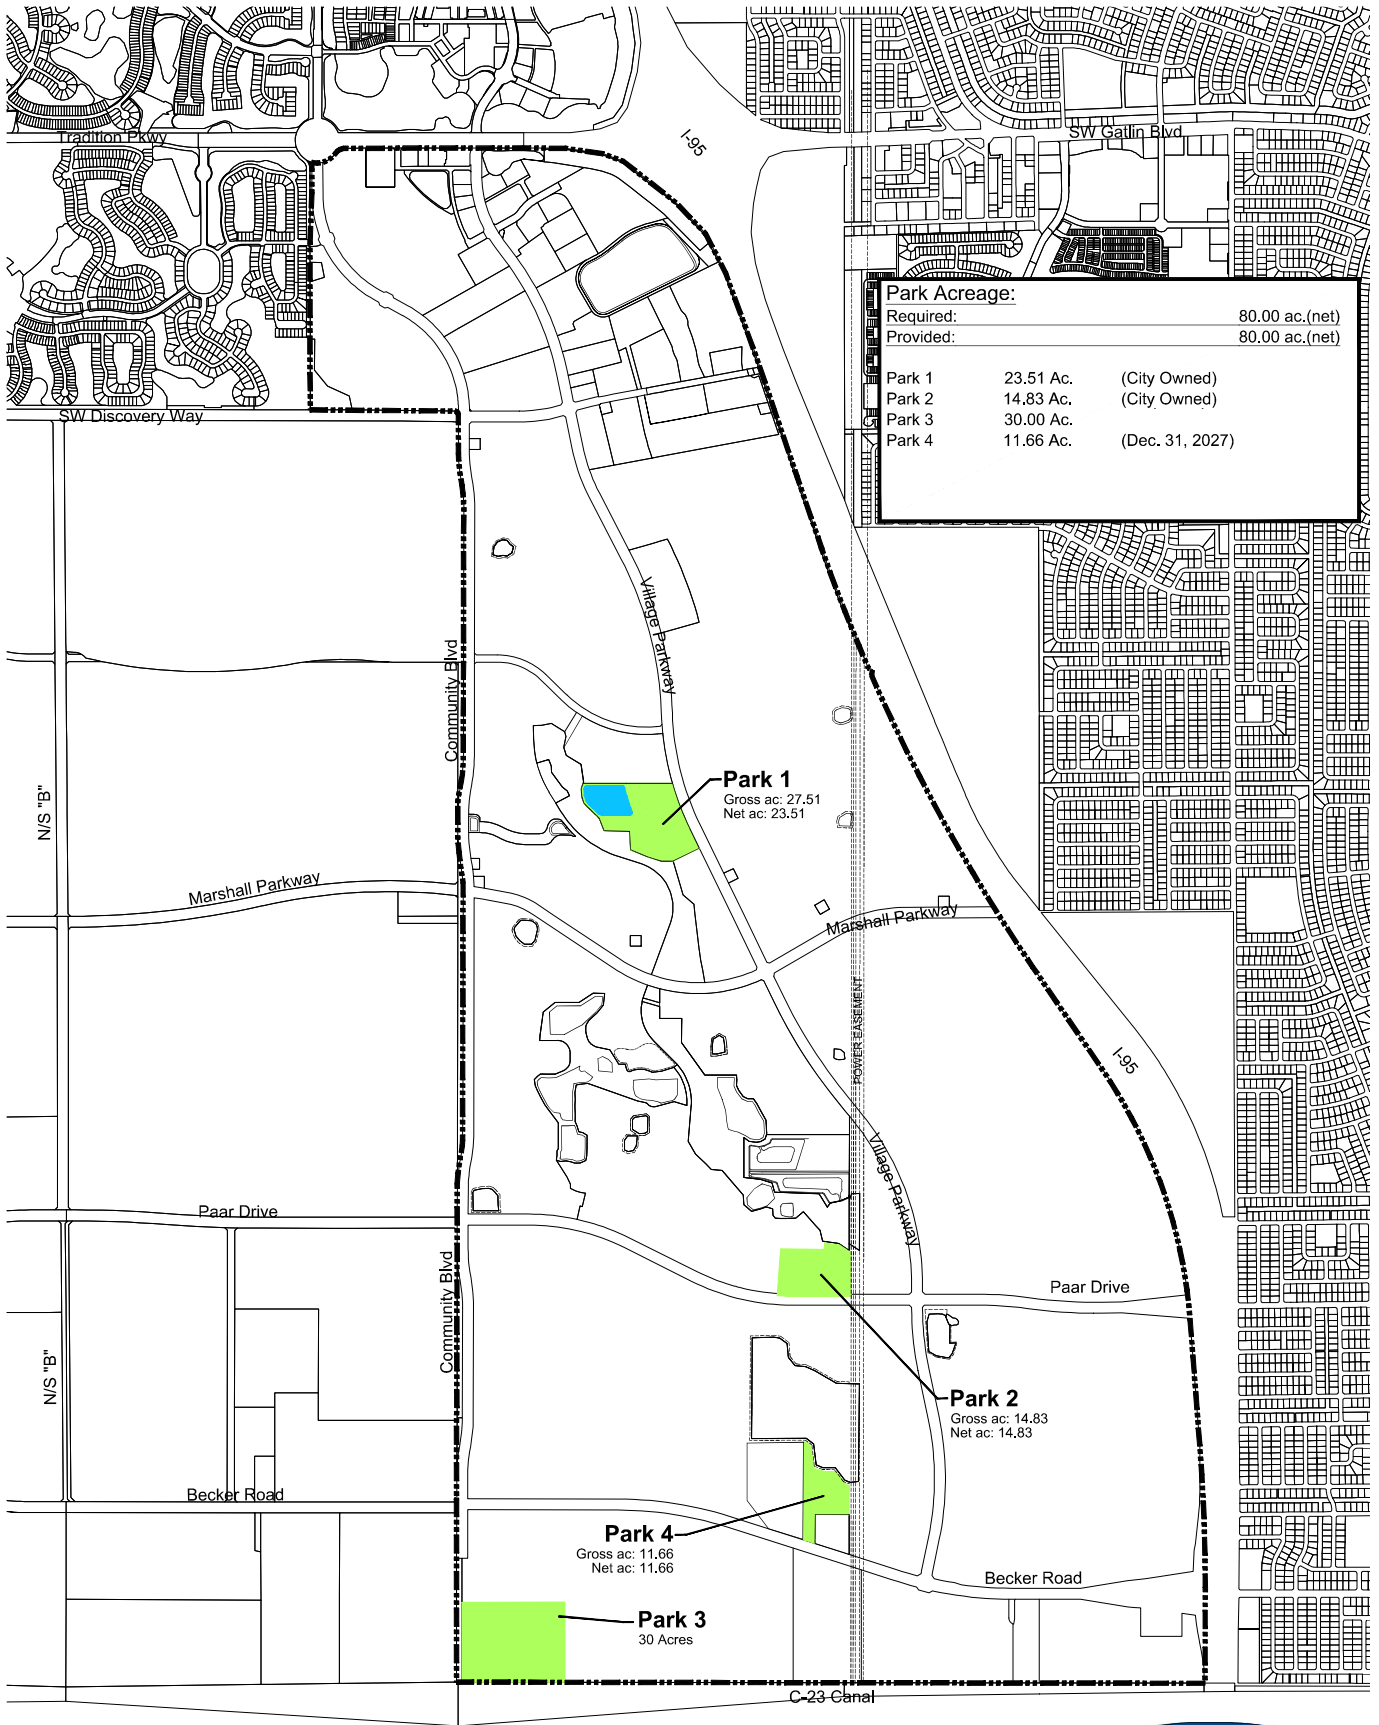 Tradition Pkwy
I-95
SW Gatlin Blvd
Park Acreage:
Required: 80.00 ac.(net)
Provided: 80.00 ac.(net)
Park 1 23.51 Ac. (City Owned)
Park 2 14.83 Ac. (City Owned)
Park 3 30.00 Ac.
Park 4 11.66 Ac. (Dec. 31, 2027)
SW Discovery Way
Village Parkway
Community Blvd
Park 1
Gross ac: 27.51
Net ac: 23.51
N/S "B"
Marshall Parkway
Marshall Parkway
POWER EASEMENT
I-95
Village Parkway
Paar Drive
Community Blvd
Paar Drive
N/S "B"
Park 2
Gross ac: 14.83
Net ac: 14.83
Becker Road
Park 4
Gross ac: 11.66
Net ac: 11.66
Becker Road
Park 3
30 Acres
C-23 Canal